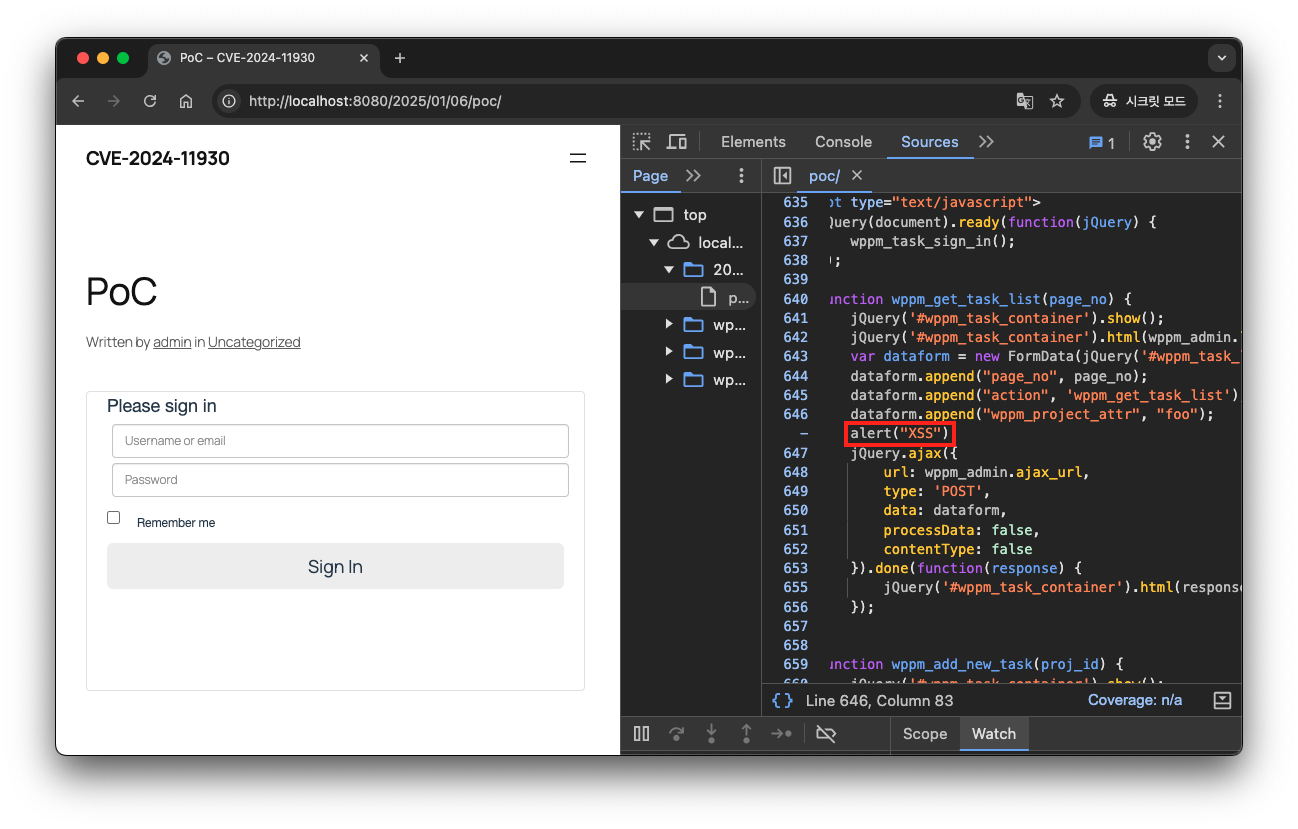 PoC – CVE-2024-11930
http://localhost:8080/2025/01/06/poc/
시크릿 모드
CVE-2024-11930
PoC
Written by admin in Uncategorized
Please sign in
Username or email
Password
Remember me
Sign In
Elements Console Sources 1
Page
poc/
top
local...
20...
p...
wp...
wp...
wp...
635 pt type="text/javascript">
636 Query(document).ready(function(jQuery) {
637 wppm_task_sign_in();
638 );
639
640 unction wppm_get_task_list(page_no) {
641 jQuery('#wppm_task_container').show();
642 jQuery('#wppm_task_container').html(wppm_admin.
643 var dataform = new FormData(jQuery('#wppm_task_
644 dataform.append("page_no", page_no);
645 dataform.append("action", 'wppm_get_task_list')
646 dataform.append("wppm_project_attr", "foo");
- alert("XSS")
647 jQuery.ajax({
648 url: wppm_admin.ajax_url,
649 type: 'POST',
650 data: dataform,
651 processData: false,
652 contentType: false
653 }).done(function(response) {
655 jQuery('#wppm_task_container').html(respons
656 });
657
658
659 unction wppm_add_new_task(proj_id) {
660 jQuery('#wppm_task_container').show();
{} Line 646, Column 83
Coverage: n/a
Scope Watch